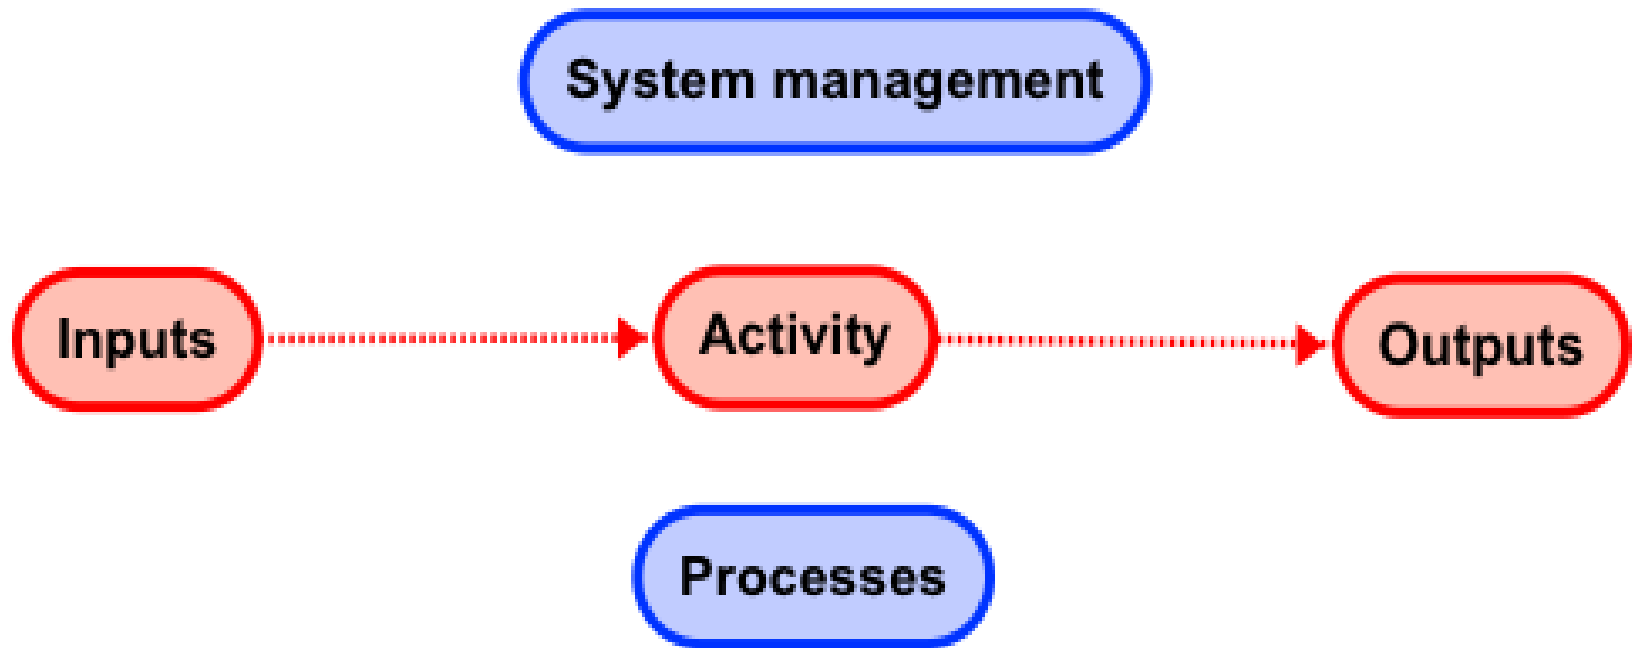 System management
Inputs
Activity
Outputs
Processes